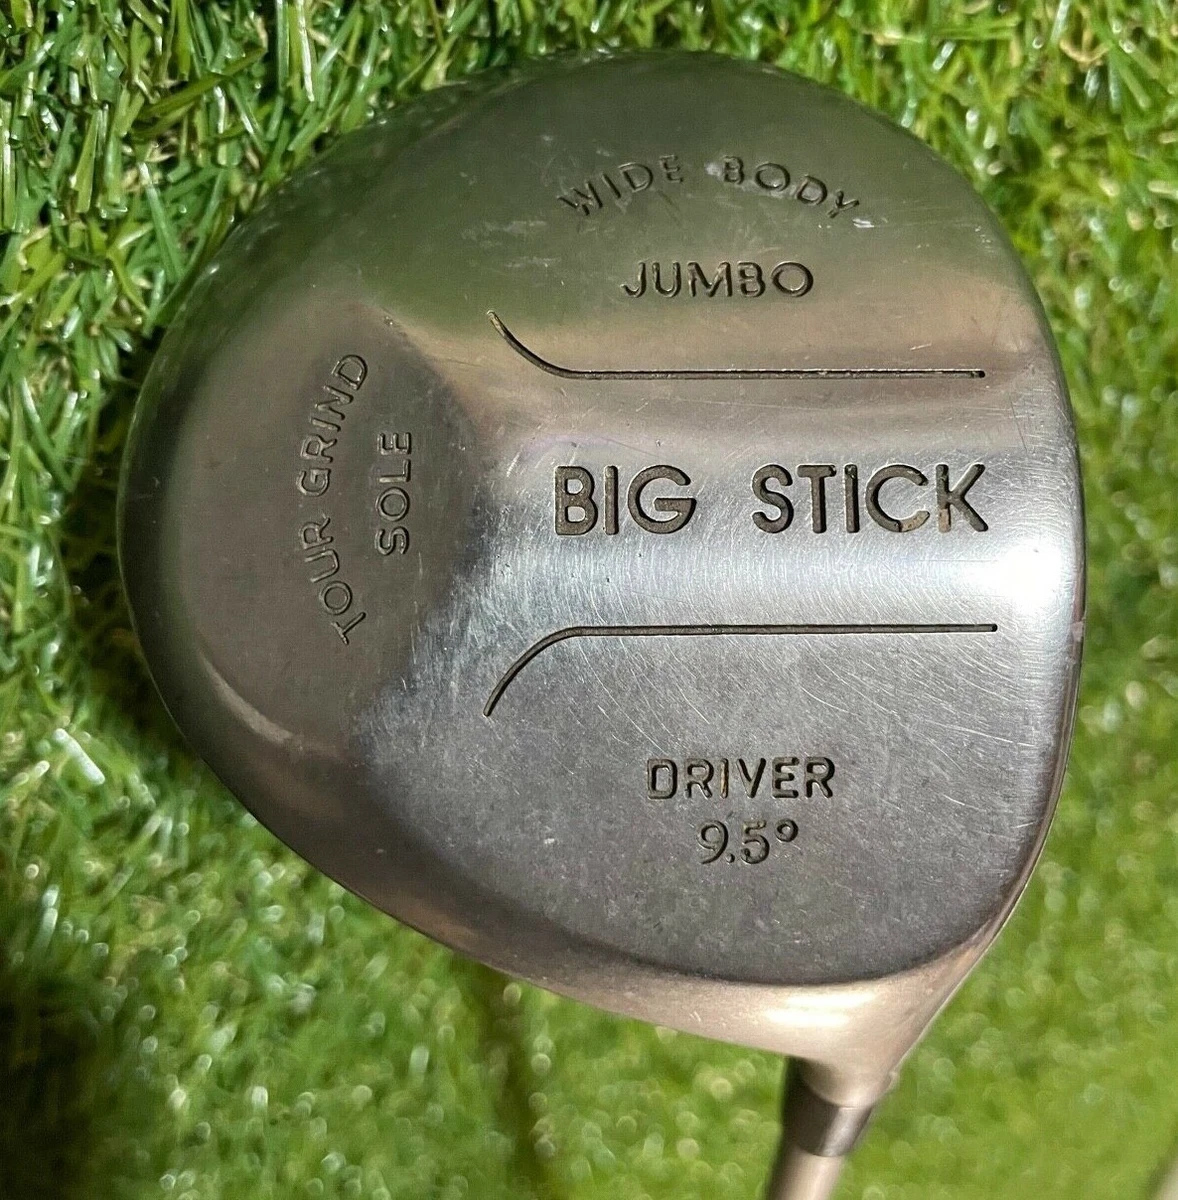 WIDE BODY
JUMBO
TOUR GRIND
SOLE
BIG STICK
DRIVER
9.5°